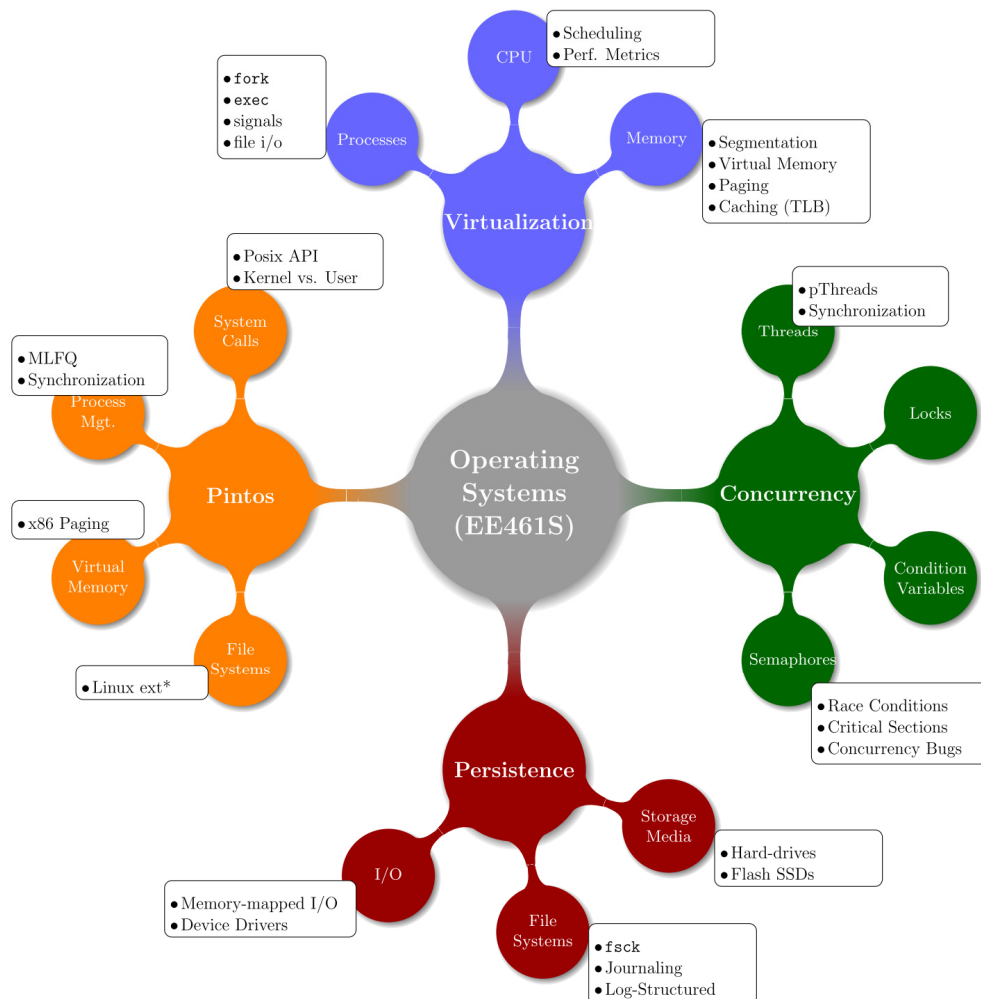 CPU
● Scheduling
● Perf. Metrics
● fork
● exec
● signals
● file i/o
Processes
Memory
● Segmentation
● Virtual Memory
● Paging
● Caching (TLB)
Virtualization
● Posix API
● Kernel vs. User
System
Calls
● MLFQ
● Synchronization
Process
Mgt.
Pintos
● x86 Paging
Virtual
Memory
File
Systems
● Linux ext*
Operating
Systems
(EE461S)
● pThreads
● Synchronization
Threads
Locks
Concurrency
Condition
Variables
Semaphores
● Race Conditions
● Critical Sections
● Concurrency Bugs
Persistence
Storage
Media
● Hard-drives
● Flash SSDs
I/O
● Memory-mapped I/O
● Device Drivers
File
Systems
● fsck
● Journaling
● Log-Structured